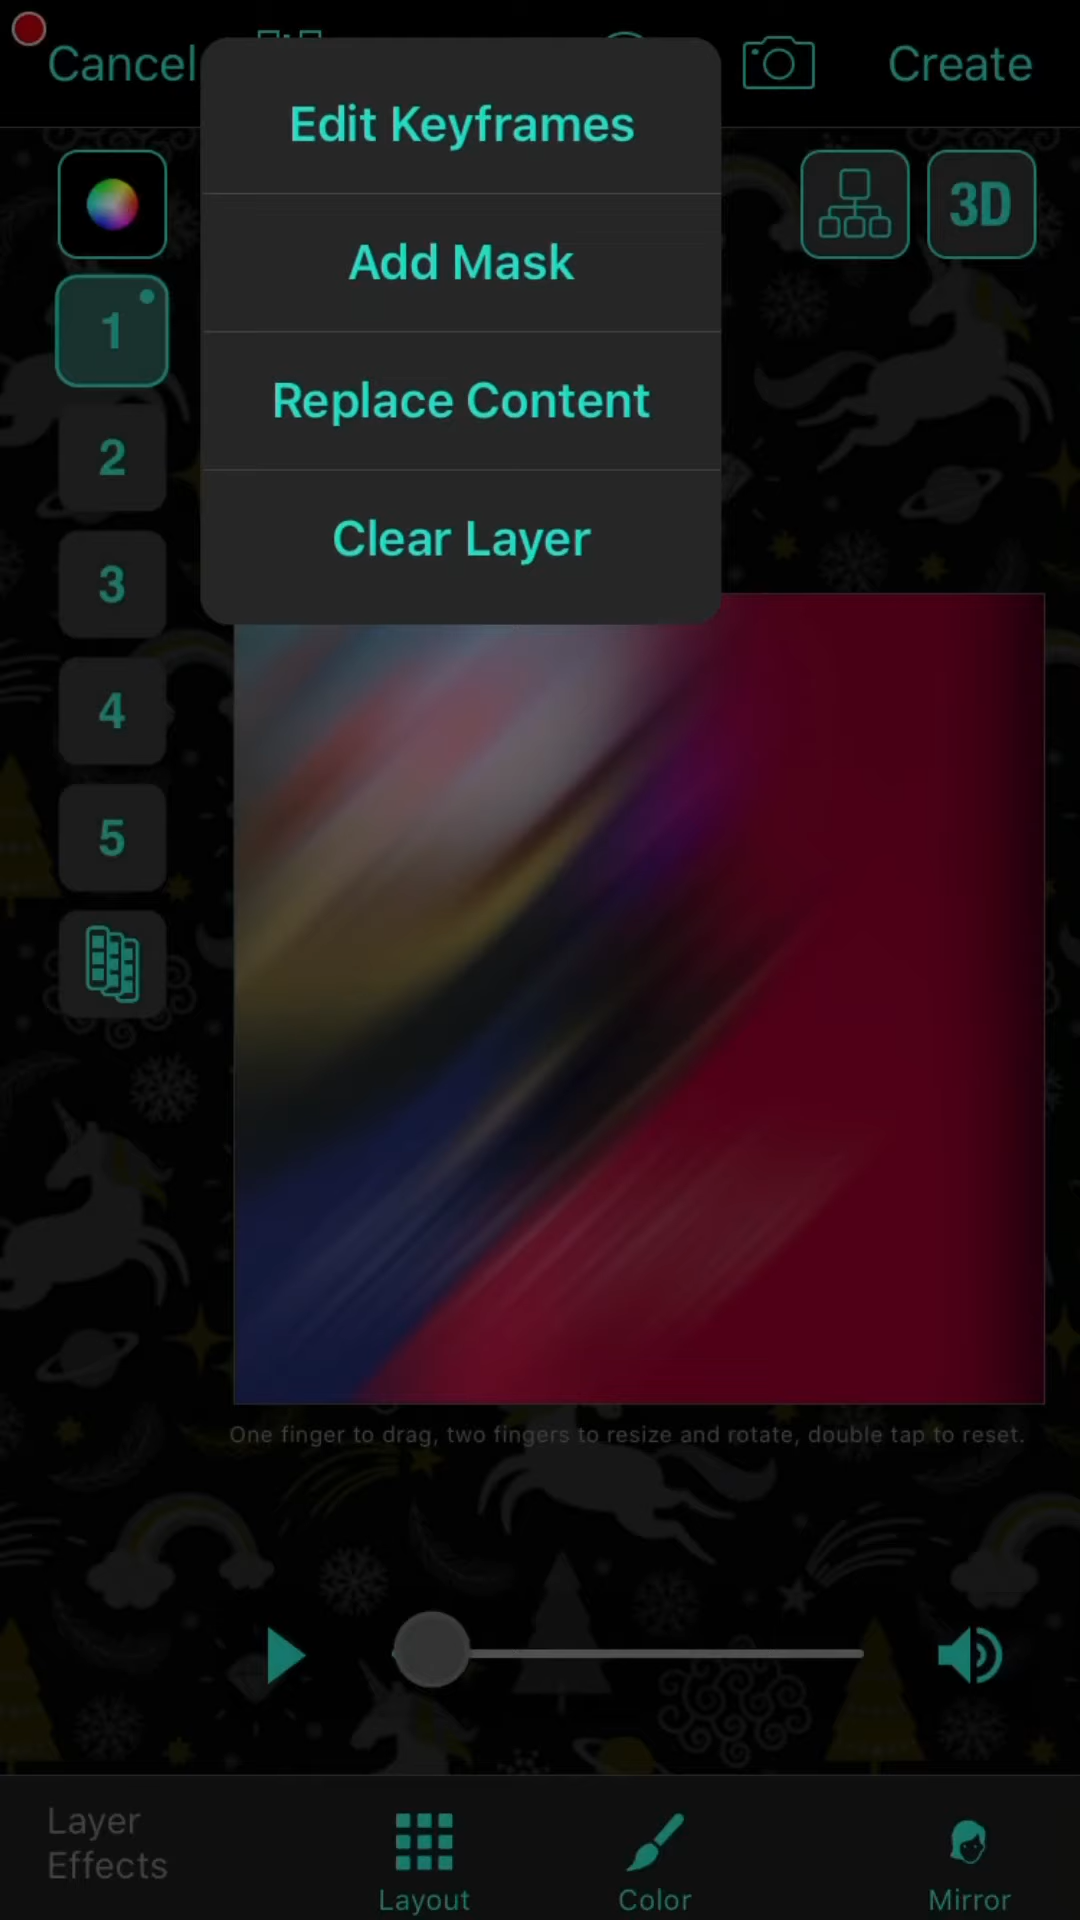 Cancel
Create
Edit Keyframes
Add Mask
Replace Content
Clear Layer
3D
1
2
3
4
5
One finger to drag, two fingers to resize and rotate, double tap to reset.
Layer
Effects
Layout
Color
Mirror